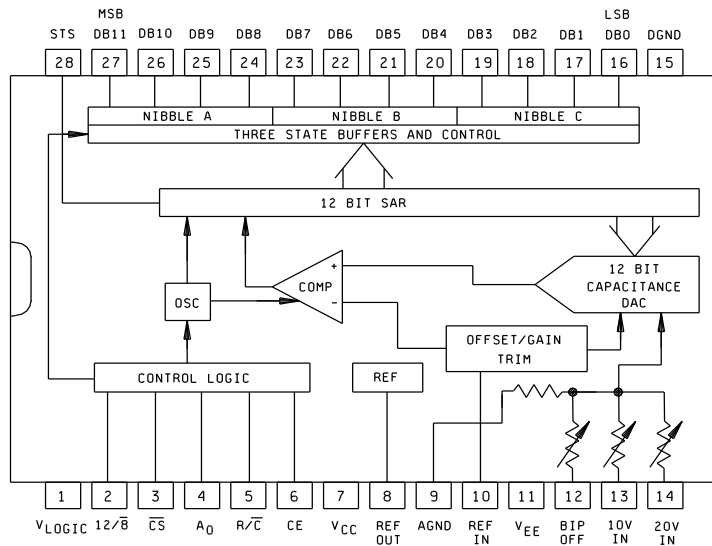 MSB LSB
STS DB11 DB10 DB9 DB8 DB7 DB6 DB5 DB4 DB3 DB2 DB1 DB0 DGND
28 27 26 25 24 23 22 21 20 19 18 17 16 15
NIBBLE A NIBBLE B NIBBLE C
THREE STATE BUFFERS AND CONTROL
12 BIT SAR
12 BIT
CAPACITANCE
DAC
+
COMP
−
OSC
OFFSET/GAIN
TRIM
CONTROL LOGIC
REF
1 2 3 4 5 6 7 8 9 10 11 12 13 14
V_LOGIC 12/8̅ C̅S̅ A₀ R/C̅ CE V_CC REF AGND REF V_EE BIP 10V 20V
OUT IN OFF IN IN